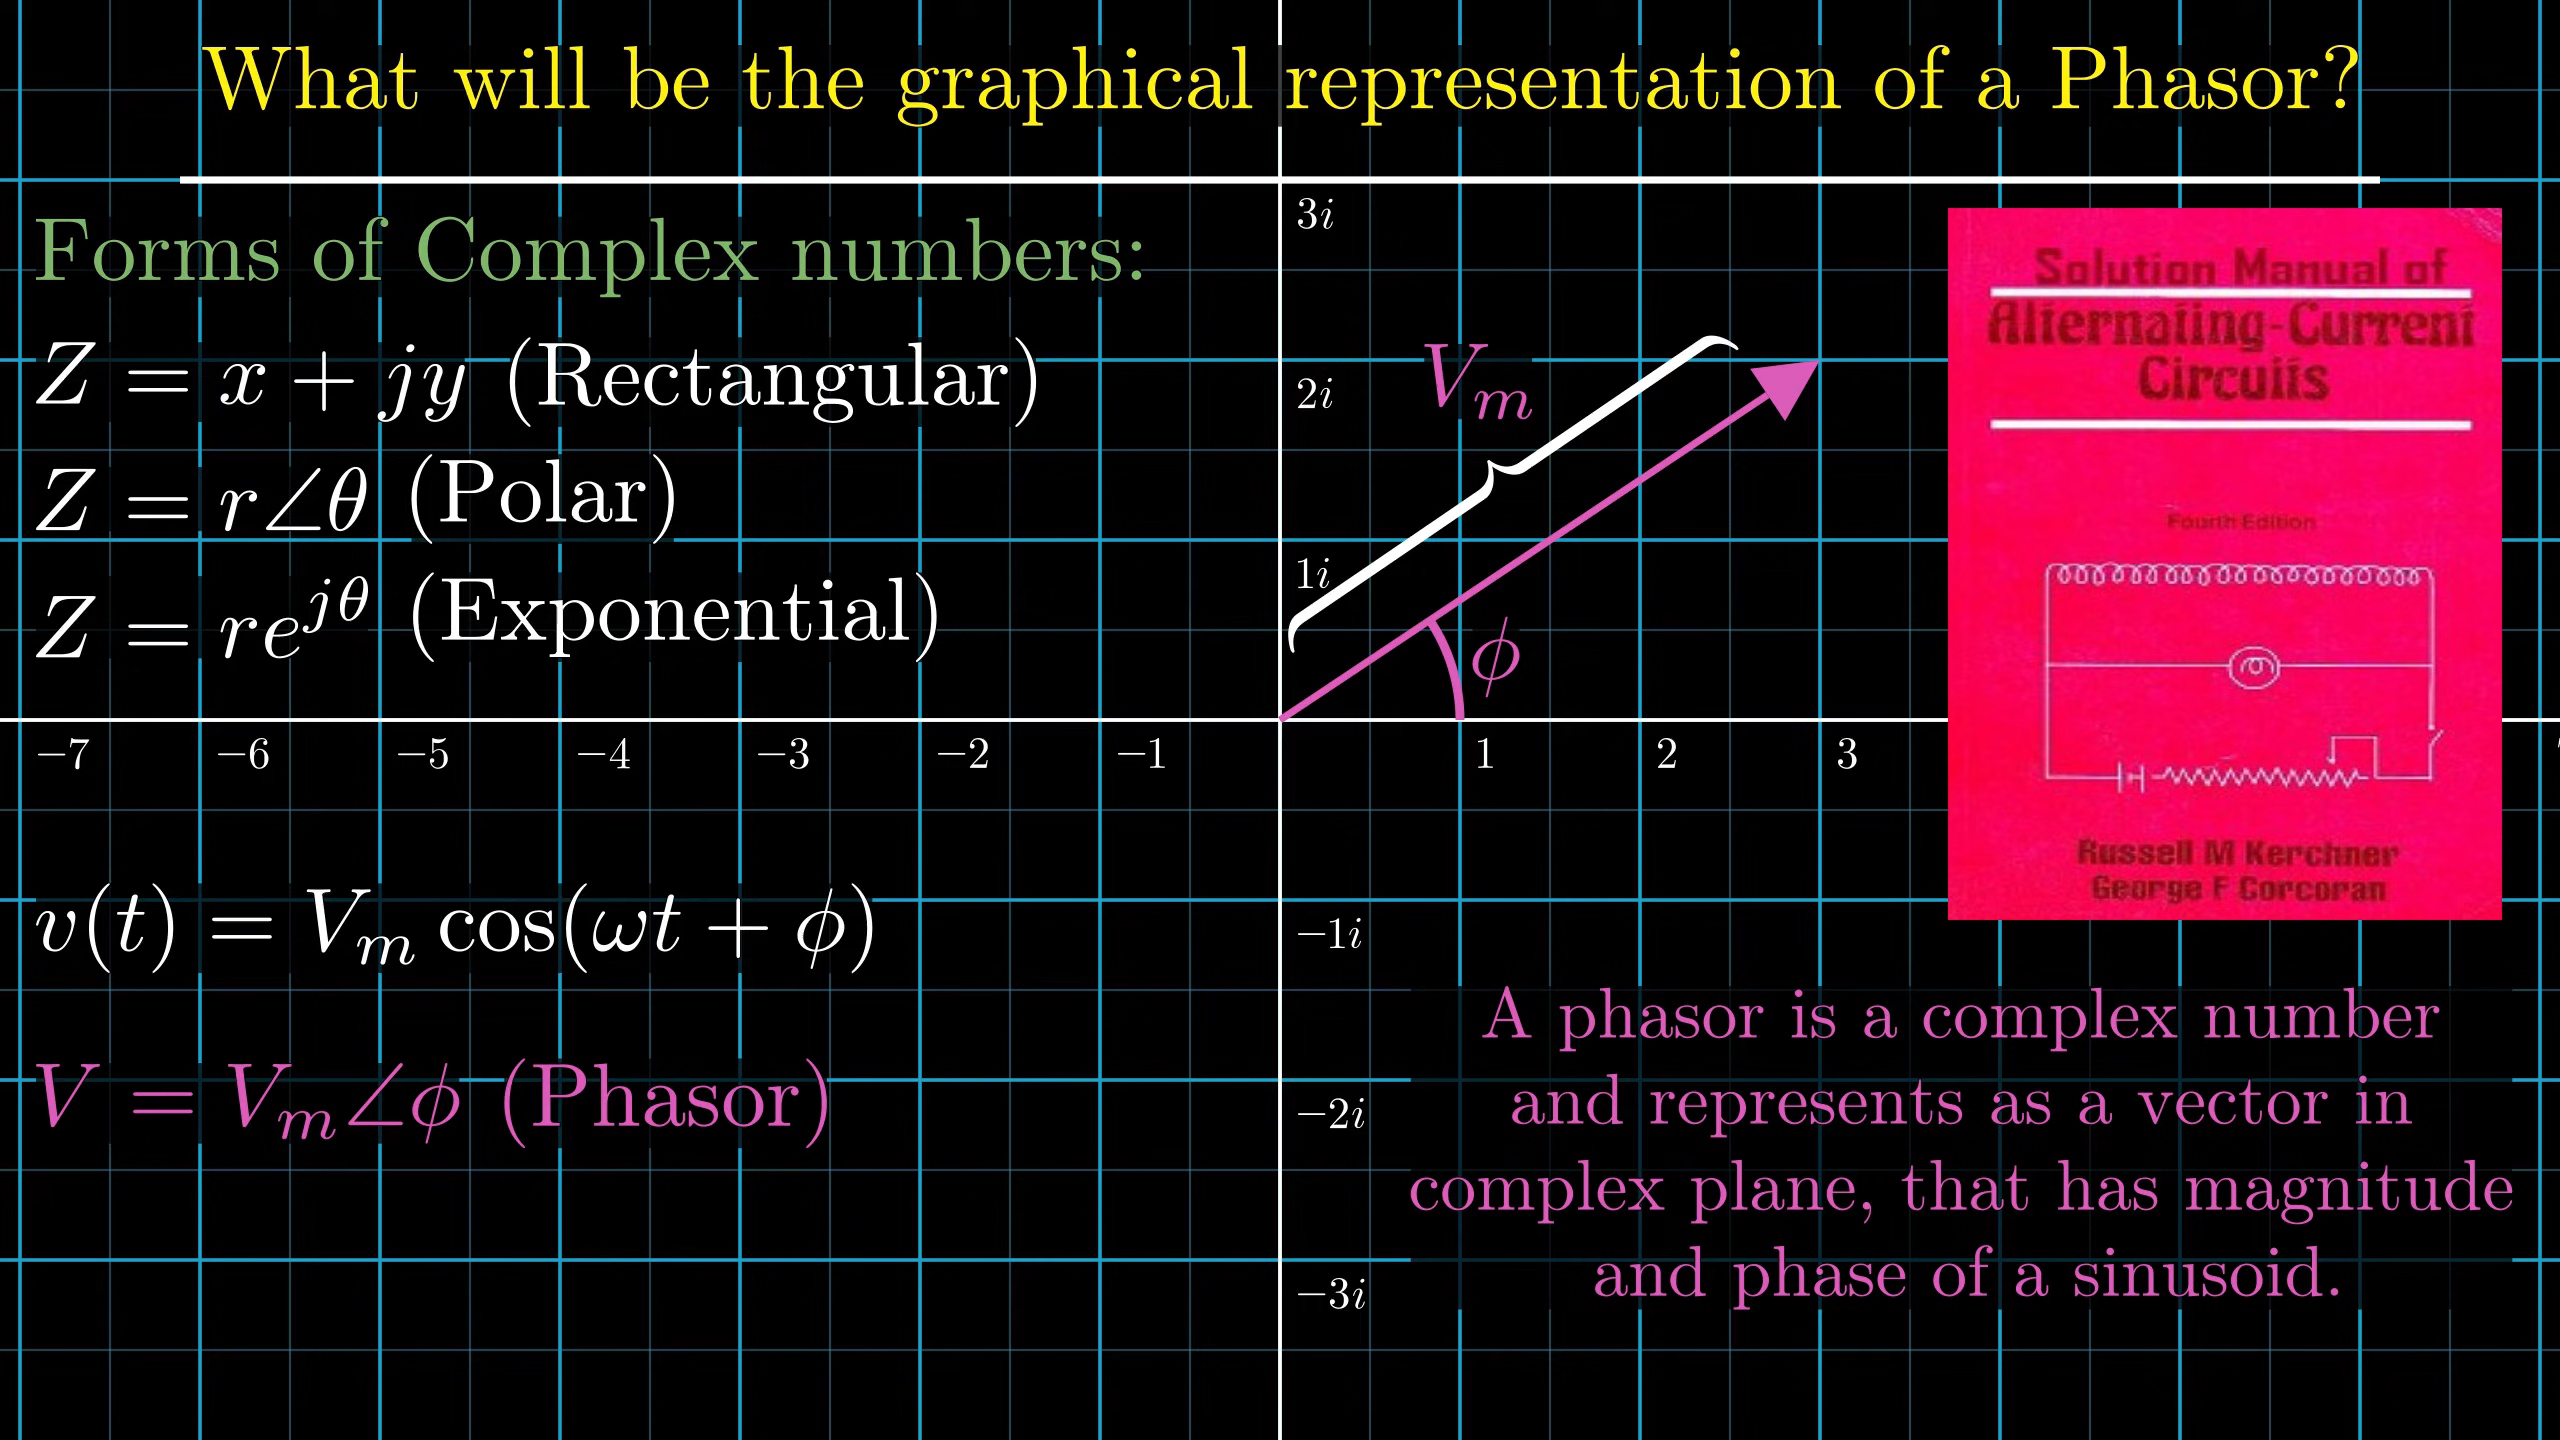 What will be the graphical representation of a Phasor?
Forms of Complex numbers:
Z = x + jy (Rectangular)
Z = r∠θ (Polar)
Z = re^{jθ} (Exponential)
v(t) = V_m cos(ωt + ϕ)
V = V_m∠ϕ (Phasor)
3i
2i
1i
−1i
−2i
−3i
−7 −6 −5 −4 −3 −2 −1 1 2 3
V_m
ϕ
Solution Manual of
Alternating-Current
Circuits
Fourth Edition
Russell M Kerchner
George F Corcoran
A phasor is a complex number
and represents as a vector in
complex plane, that has magnitude
and phase of a sinusoid.